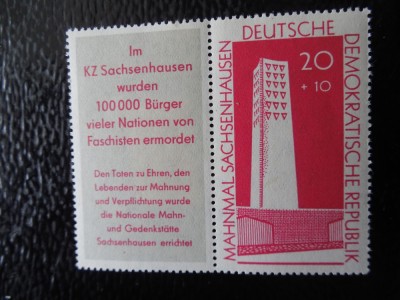 Im
KZ Sachsenhausen
wurden
100 000 Bürger
vieler Nationen von
Faschisten ermordet
Den Toten zu Ehren, den
Lebenden zur Mahnung
und Verpflichtung wurde
die Nationale Mahn-
und Gedenkstätte
Sachsenhausen errichtet
MAHNMAL SACHSENHAUSEN
DEUTSCHE
DEMOKRATISCHE REPUBLIK
20
+ 10